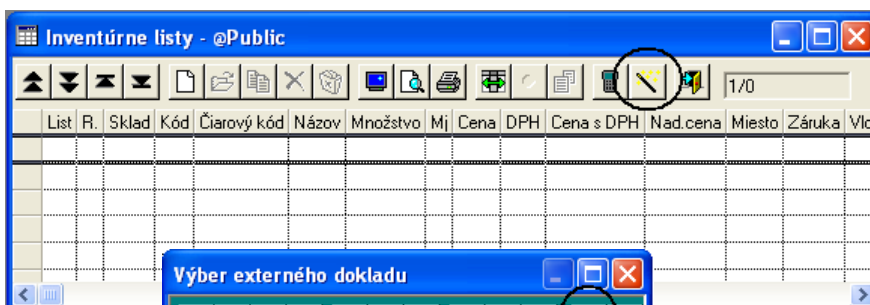 Inventúrne listy - @Public
1/0
List R. Sklad Kód Čiarový kód Názov Množstvo Mj Cena DPH Cena s DPH Nad.cena Miesto Záruka Vlo
Výber externého dokladu